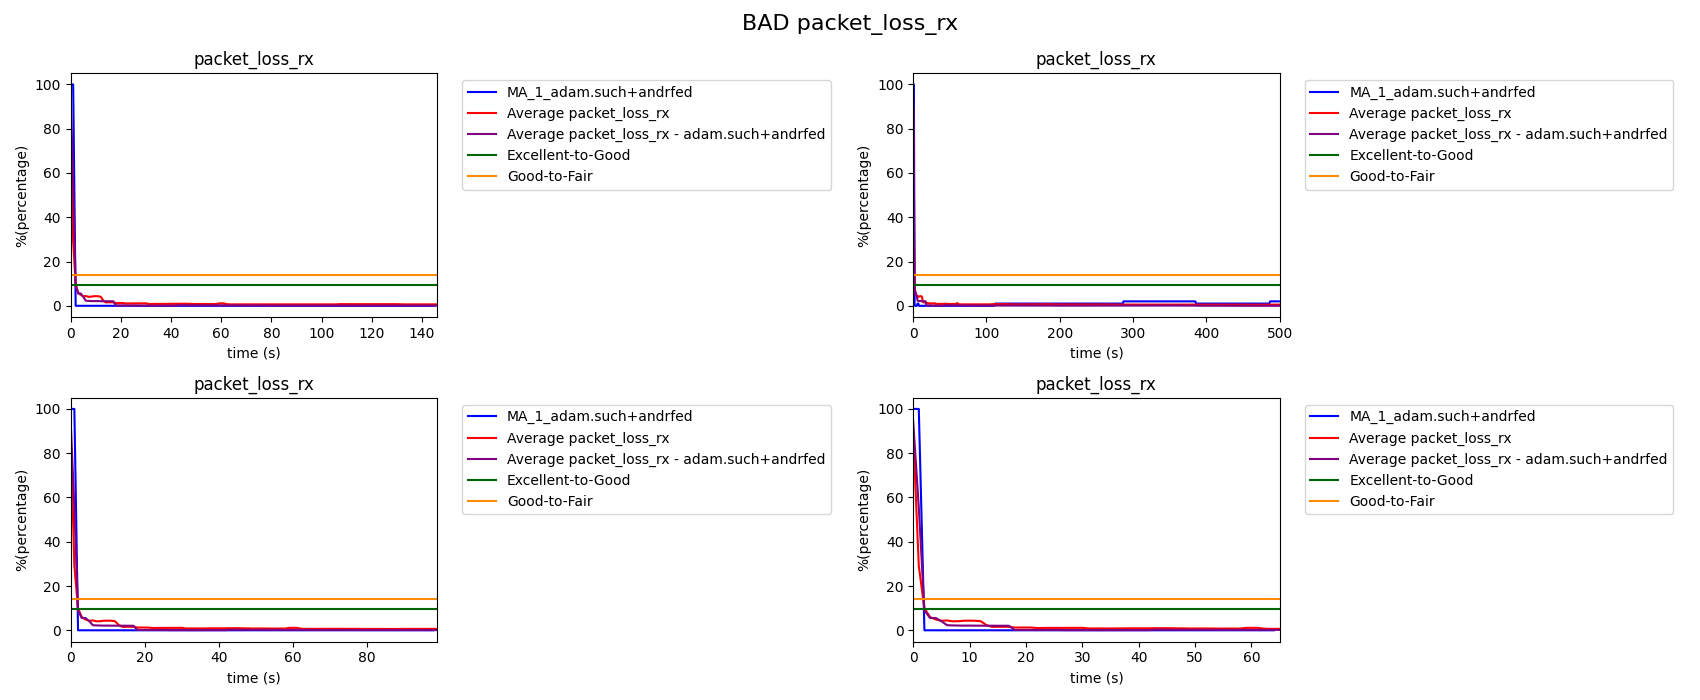 BAD packet_loss_rx
packet_loss_rx
%(percentage)
100
80
60
40
20
0
0 20 40 60 80 100 120 140
time (s)
MA_1_adam.such+andrfed
Average packet_loss_rx
Average packet_loss_rx - adam.such+andrfed
Excellent-to-Good
Good-to-Fair
packet_loss_rx
%(percentage)
100
80
60
40
20
0
0 100 200 300 400 500
time (s)
MA_1_adam.such+andrfed
Average packet_loss_rx
Average packet_loss_rx - adam.such+andrfed
Excellent-to-Good
Good-to-Fair
packet_loss_rx
%(percentage)
100
80
60
40
20
0
0 20 40 60 80
time (s)
MA_1_adam.such+andrfed
Average packet_loss_rx
Average packet_loss_rx - adam.such+andrfed
Excellent-to-Good
Good-to-Fair
packet_loss_rx
%(percentage)
100
80
60
40
20
0
0 10 20 30 40 50 60
time (s)
MA_1_adam.such+andrfed
Average packet_loss_rx
Average packet_loss_rx - adam.such+andrfed
Excellent-to-Good
Good-to-Fair